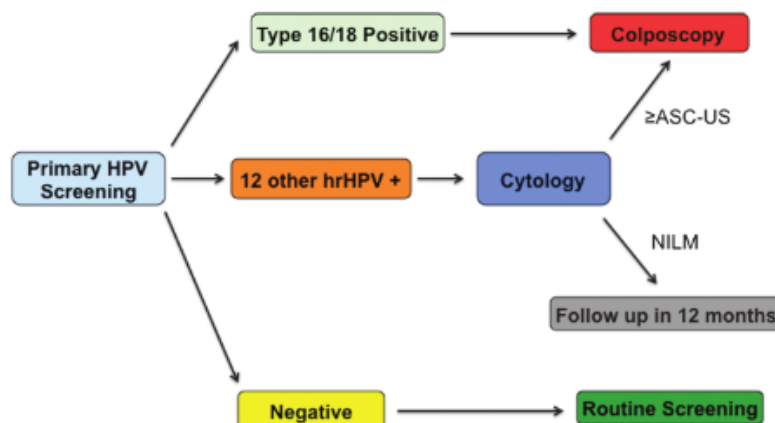 Type 16/18 Positive
Colposcopy
≥ASC-US
Primary HPV
Screening
12 other hrHPV +
Cytology
NILM
Follow up in 12 months
Negative
Routine Screening